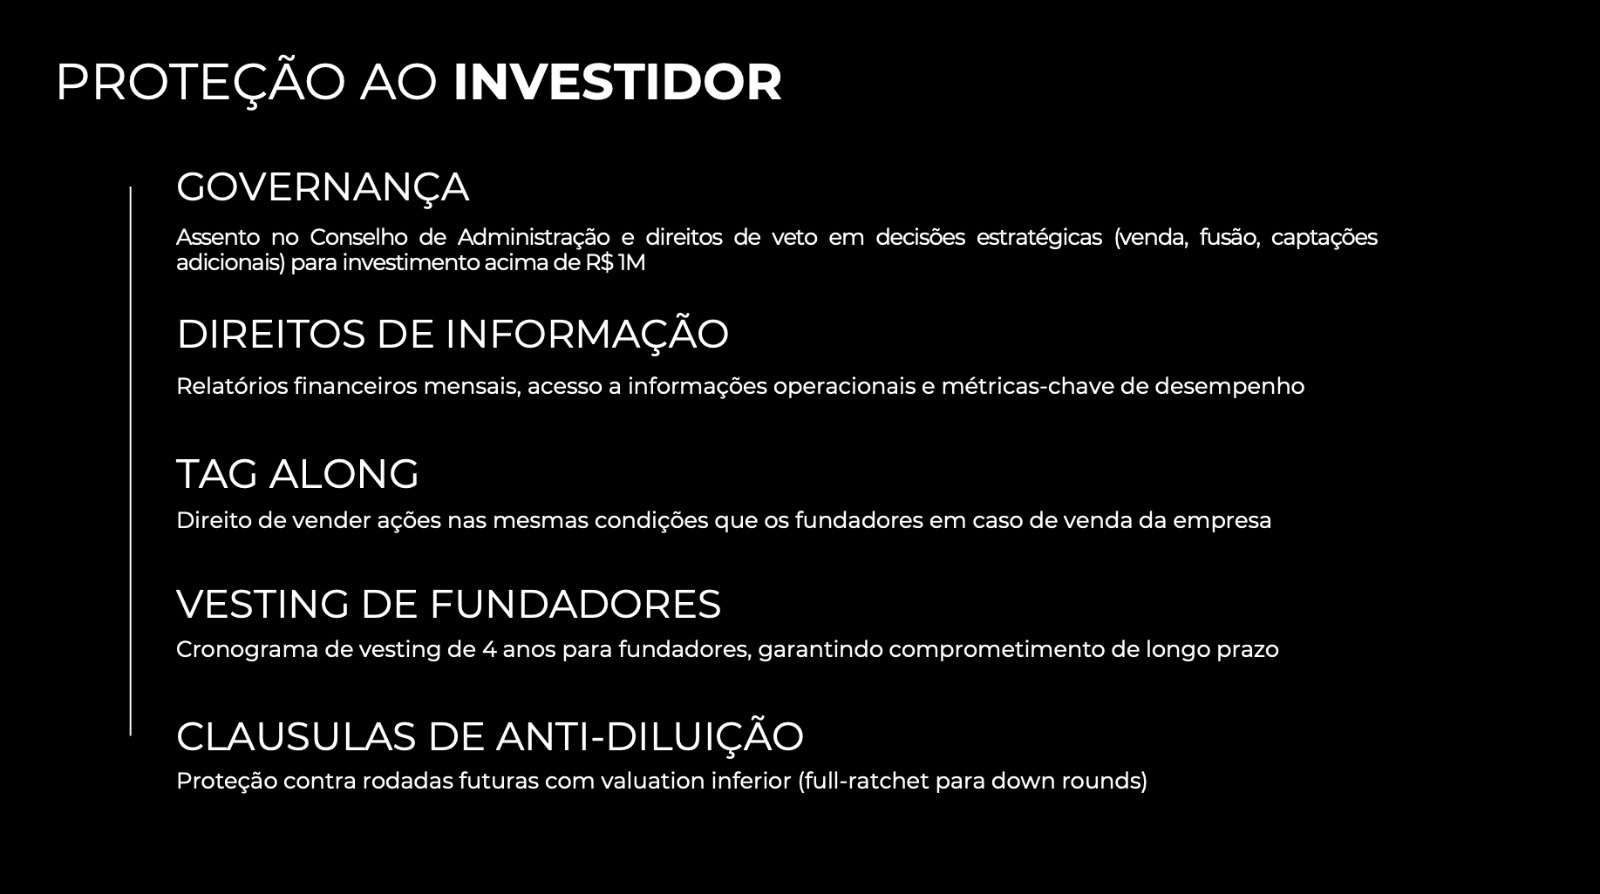 PROTEÇÃO AO INVESTIDOR
GOVERNANÇA
Assento no Conselho de Administração e direitos de veto em decisões estratégicas (venda, fusão, captações
adicionais) para investimento acima de R$ 1M
DIREITOS DE INFORMAÇÃO
Relatórios financeiros mensais, acesso a informações operacionais e métricas-chave de desempenho
TAG ALONG
Direito de vender ações nas mesmas condições que os fundadores em caso de venda da empresa
VESTING DE FUNDADORES
Cronograma de vesting de 4 anos para fundadores, garantindo comprometimento de longo prazo
CLAUSULAS DE ANTI-DILUIÇÃO
Proteção contra rodadas futuras com valuation inferior (full-ratchet para down rounds)